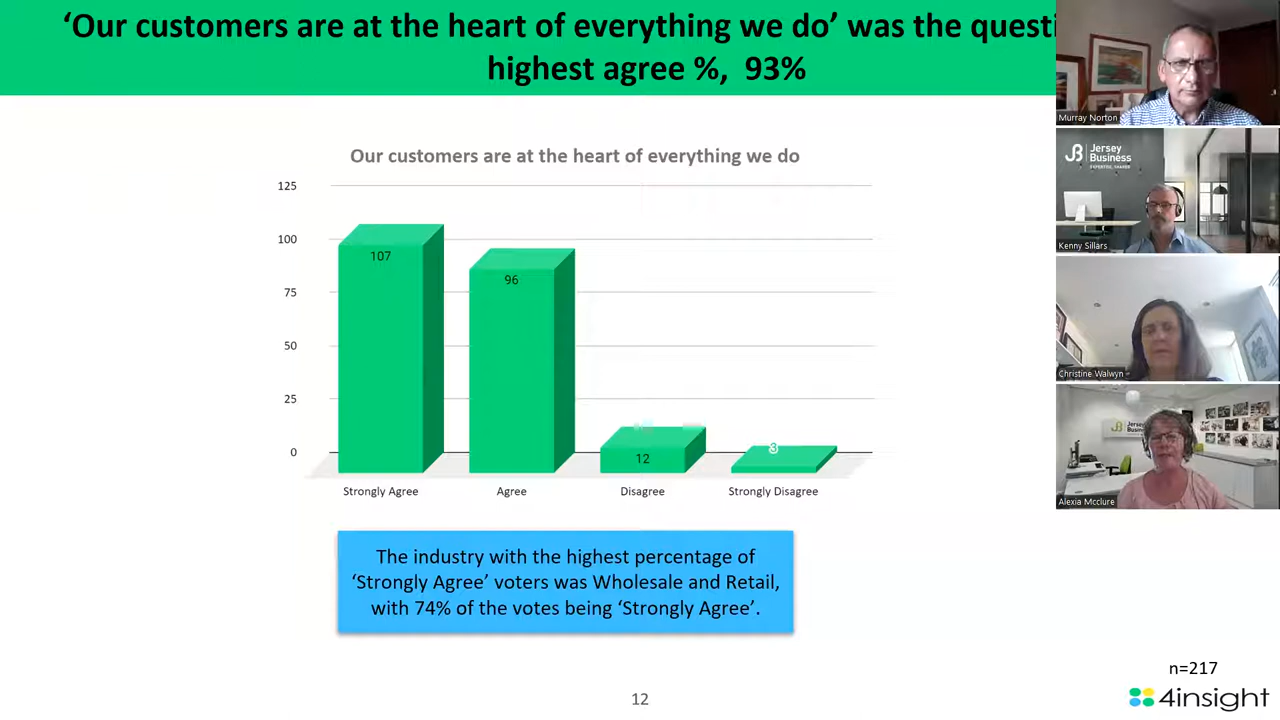 ‘Our customers are at the heart of everything we do’ was the questi
highest agree %, 93%
Our customers are at the heart of everything we do
125
100
75
50
25
0
107
96
12
3
Strongly Agree
Agree
Disagree
Strongly Disagree
The industry with the highest percentage of
‘Strongly Agree’ voters was Wholesale and Retail,
with 74% of the votes being ‘Strongly Agree’.
n=217
12
4insight
Murray Norton
Jersey
Business
EXPERTISE, SHARED
Kenny Sillars
Christine Walwyn
Jersey
Business
Alexia Mcclure